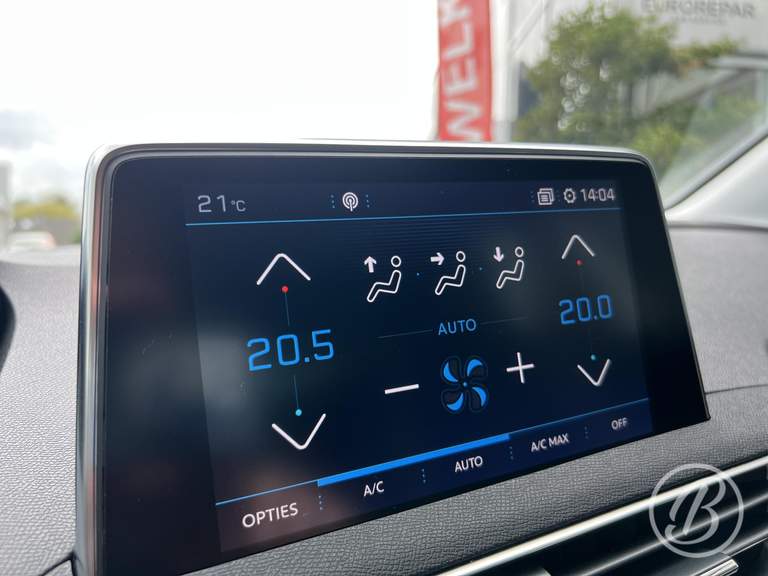 EUROREPAR
WELK
21°C
14:04
20.5
20.0
AUTO
OPTIES
A/C
AUTO
A/C MAX
OFF
B